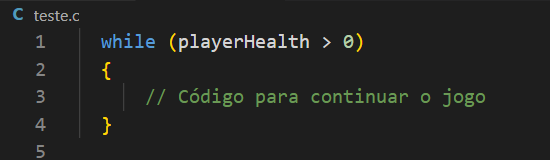 C teste.c
1 while (playerHealth > 0)
2 {
3 // Código para continuar o jogo
4 }
5